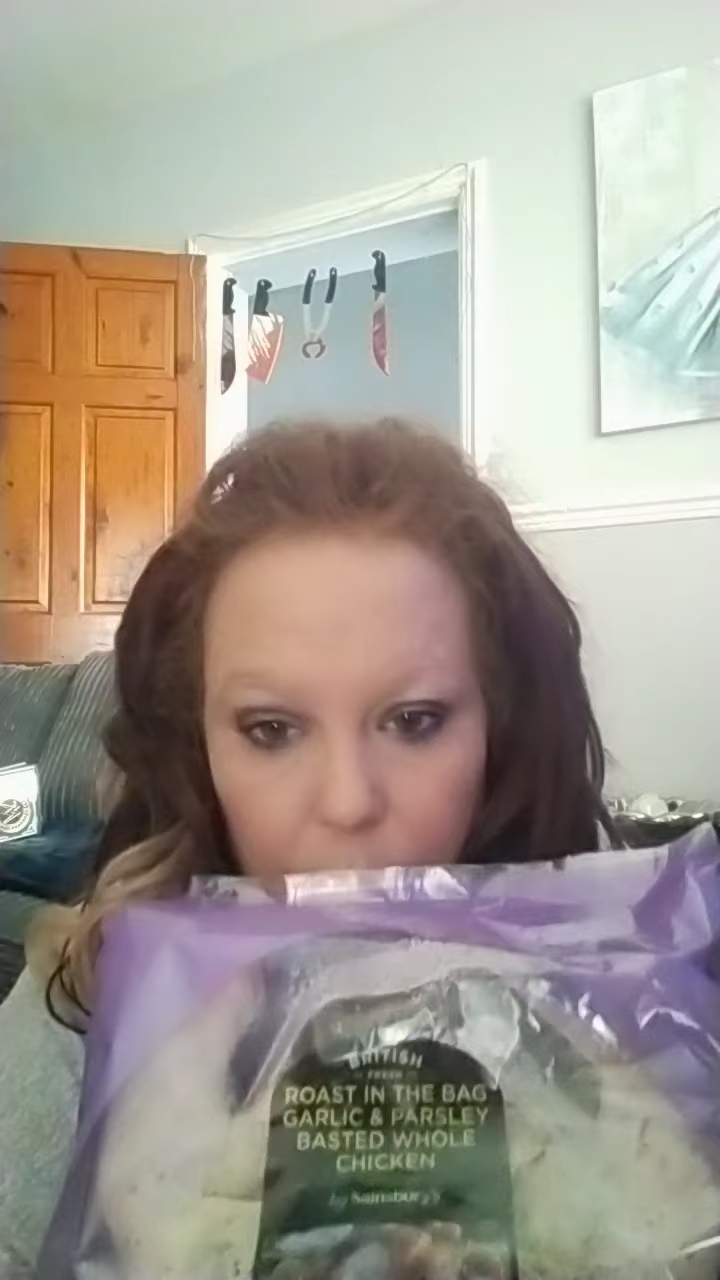 BRITISH
FRESH
ROAST IN THE BAG
GARLIC & PARSLEY
BASTED WHOLE
CHICKEN
by Sainsbury's